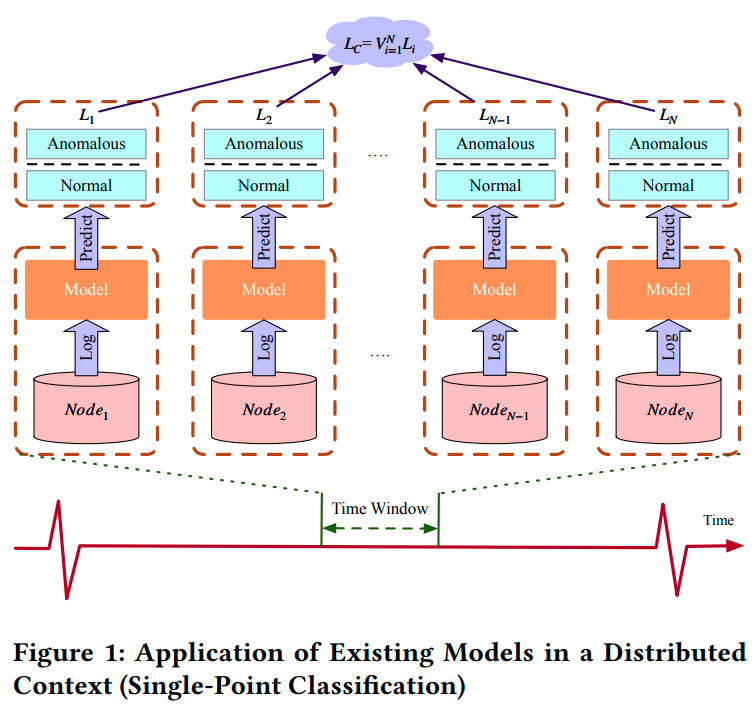 L_C = V_{i=1}^N L_i
L_1 L_2 L_{N-1} L_N
Anomalous Anomalous .... Anomalous Anomalous
Normal Normal Normal Normal
Predict Predict Predict Predict
Model Model Model Model
Log Log .... Log Log
Node_1 Node_2 Node_{N-1} Node_N
Time Window
Time
Figure 1: Application of Existing Models in a Distributed
Context (Single-Point Classification)